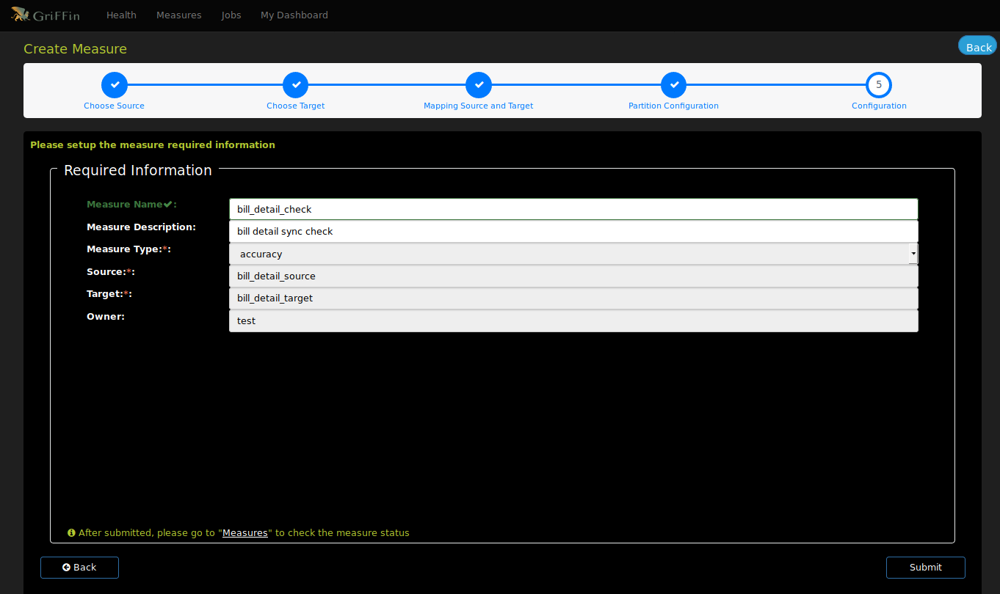 GriFFin Health Measures Jobs My Dashboard
Create Measure
Back
Choose Source Choose Target Mapping Source and Target Partition Configuration 5 Configuration
Please setup the measure required information
Required Information
Measure Name: bill_detail_check
Measure Description: bill detail sync check
Measure Type:*: accuracy
Source:*: bill_detail_source
Target:*: bill_detail_target
Owner: test
After submitted, please go to "Measures" to check the measure status
Back Submit